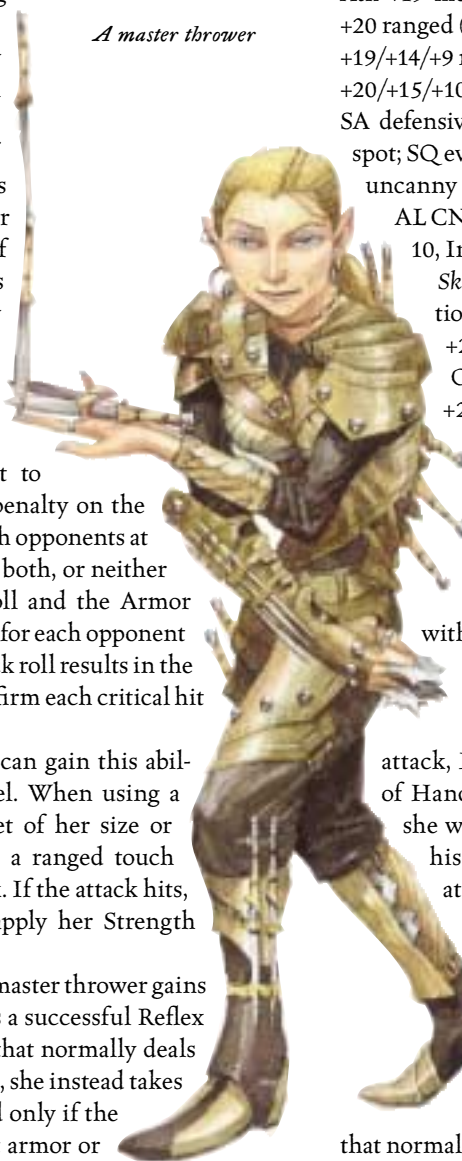 A master thrower
g
s
r
f
s
t to
penalty on the
h opponents at
both, or neither
oll and the Armor
for each opponent
k roll results in the
firm each critical hit
can gain this abil-
el. When using a
et of her size or
a ranged touch
. If the attack hits,
pply her Strength
master thrower gains
s a successful Reflex
that normally deals
, she instead takes
d only if the
armor or
+20 ranged (
+19/+14/+9 r
+20/+15/+10
SA defensiv
spot; SQ ev
uncanny
AL CN
10, In
Sk
tio
+2
C
+2
with
attack, 
of Hand
she w
his
at
that normal